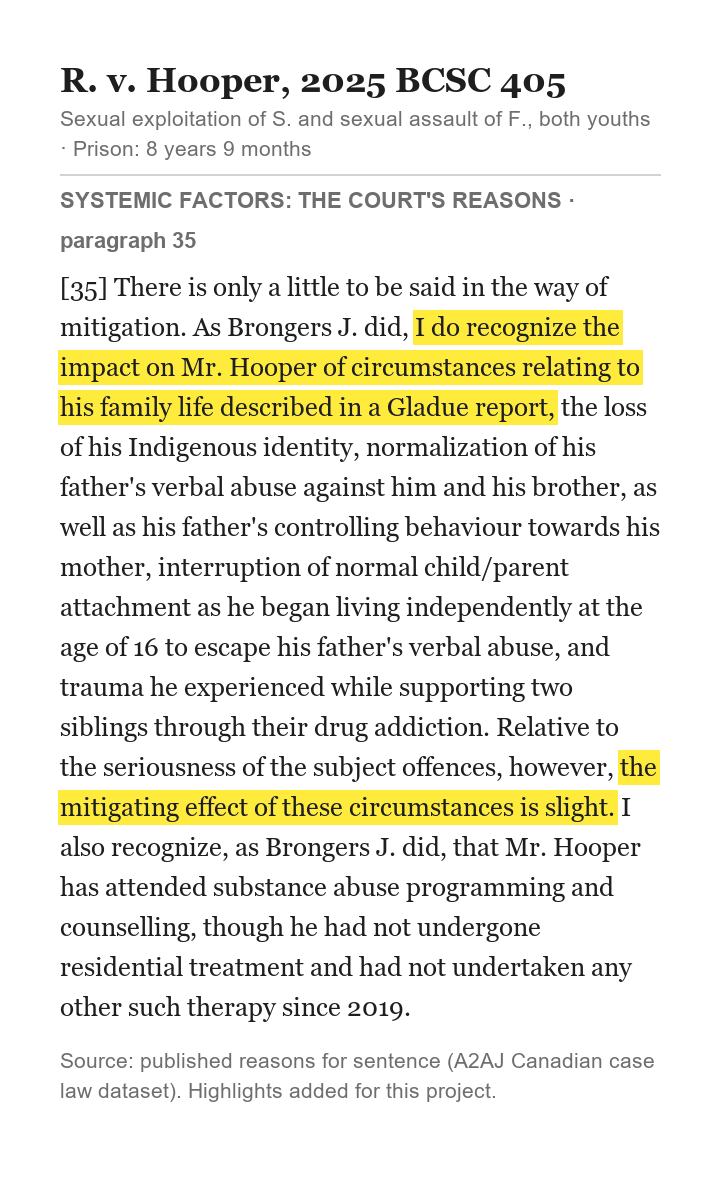 R. v. Hooper, 2025 BCSC 405
Sexual exploitation of S. and sexual assault of F., both youths
· Prison: 8 years 9 months
SYSTEMIC FACTORS: THE COURT'S REASONS ·
paragraph 35
[35] There is only a little to be said in the way of
mitigation. As Brongers J. did, I do recognize the
impact on Mr. Hooper of circumstances relating to
his family life described in a Gladue report, the loss
of his Indigenous identity, normalization of his
father's verbal abuse against him and his brother, as
well as his father's controlling behaviour towards his
mother, interruption of normal child/parent
attachment as he began living independently at the
age of 16 to escape his father's verbal abuse, and
trauma he experienced while supporting two
siblings through their drug addiction. Relative to
the seriousness of the subject offences, however, the
mitigating effect of these circumstances is slight. I
also recognize, as Brongers J. did, that Mr. Hooper
has attended substance abuse programming and
counselling, though he had not undergone
residential treatment and had not undertaken any
other such therapy since 2019.
Source: published reasons for sentence (A2AJ Canadian case
law dataset). Highlights added for this project.